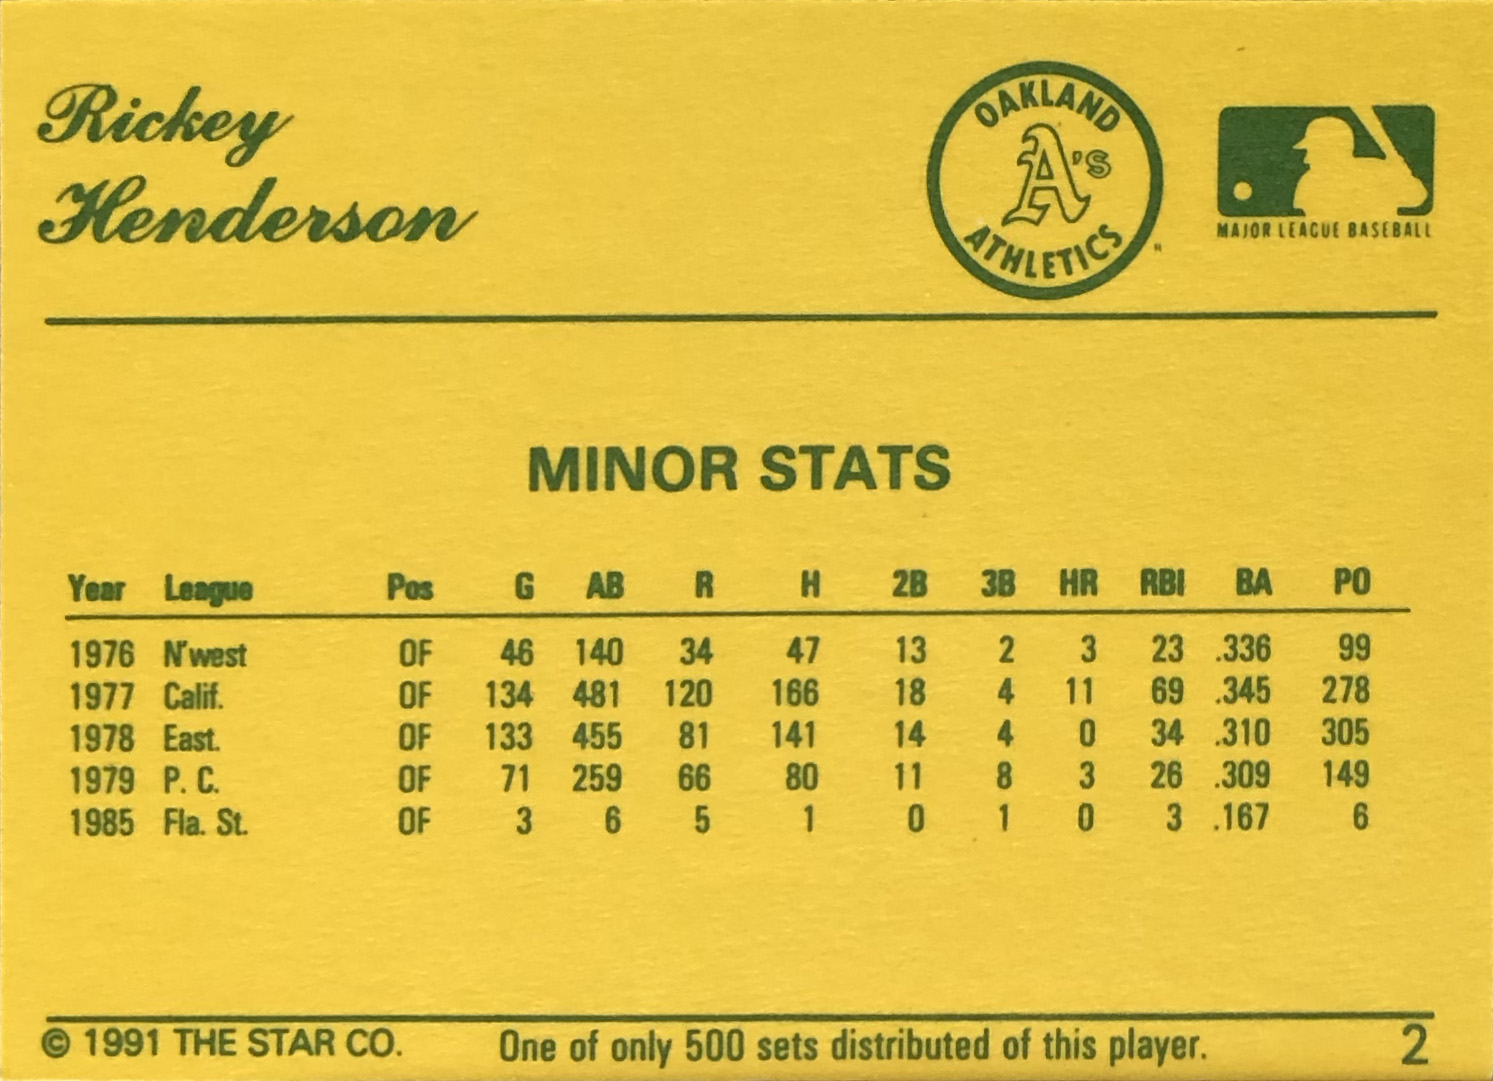 Rickey
Henderson
OAKLAND
A's
ATHLETICS
MAJOR LEAGUE BASEBALL
MINOR STATS
Year League Pos G AB R H 2B 3B HR RBI BA PO
1976 N'west OF 46 140 34 47 13 2 3 23 .336 99
1977 Calif. OF 134 481 120 166 18 4 11 69 .345 278
1978 East. OF 133 455 81 141 14 4 0 34 .310 305
1979 P. C. OF 71 259 66 80 11 8 3 26 .309 149
1985 Fla. St. OF 3 6 5 1 0 1 0 3 .167 6
© 1991 THE STAR CO. One of only 500 sets distributed of this player. 2